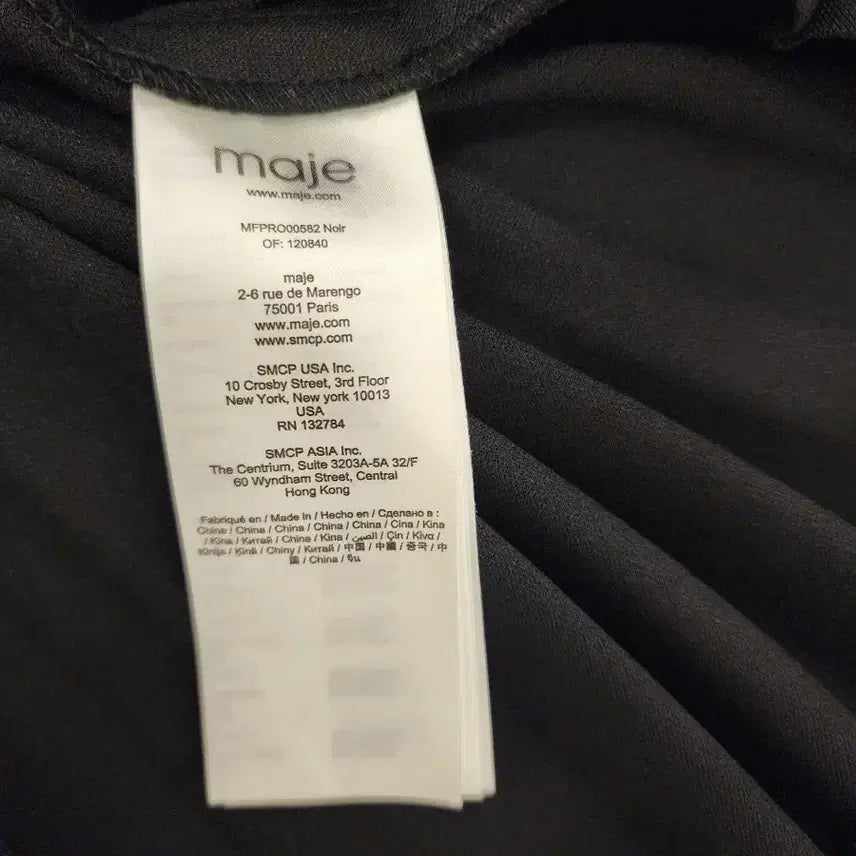 maje
www.maje.com
MFPRO00582 Noir
OF: 120840
maje
2-6 rue de Marengo
75001 Paris
www.maje.com
www.smcp.com
SMCP USA Inc.
10 Crosby Street, 3rd Floor
New York, New york 10013
USA
RN 132784
SMCP ASIA Inc.
The Centrium, Suite 3203A-5A 32/F
60 Wyndham Street, Central
Hong Kong
Fabriqué en / Made in / Hecho en / Сделано в :
Chine / China / China / China / China / Cina / Kina
/ Kina / Китай / China / Kina / الصين / Çin / Κίνα /
Kinija / Kinë / Chiny / Китай / 中国 / 中國 / 중국 / 中
国 / China / จีน